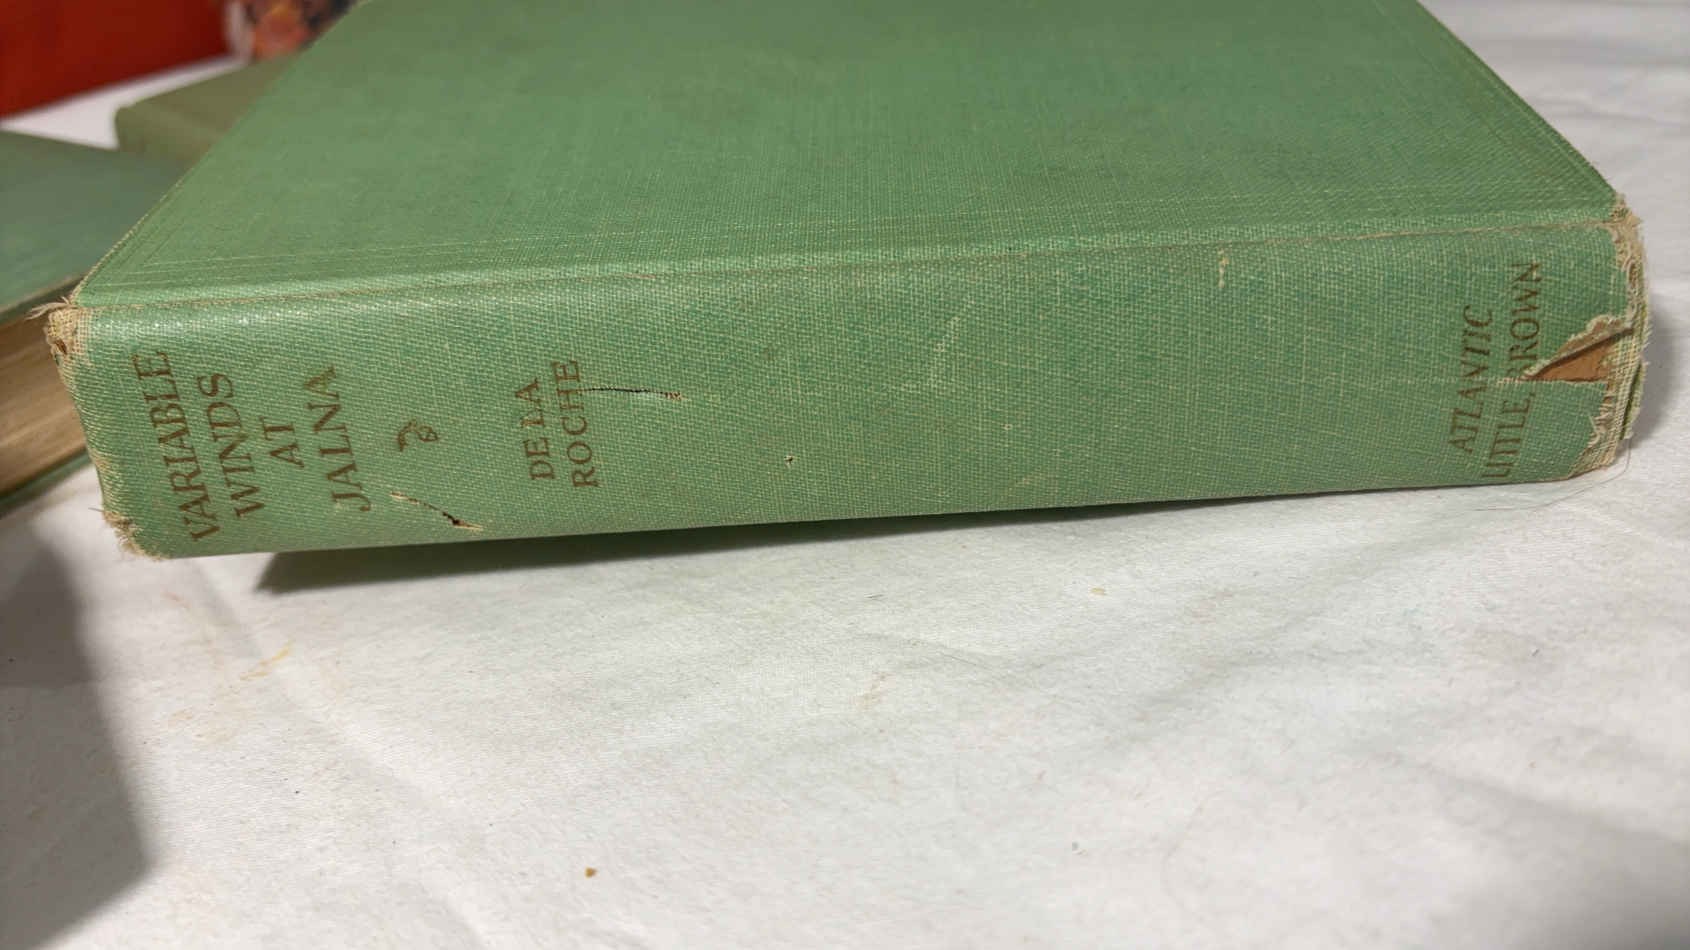 VARIABLE
WINDS
AT
JALNA
DE LA
ROCHE
ATLANTIC
LITTLE, BROWN